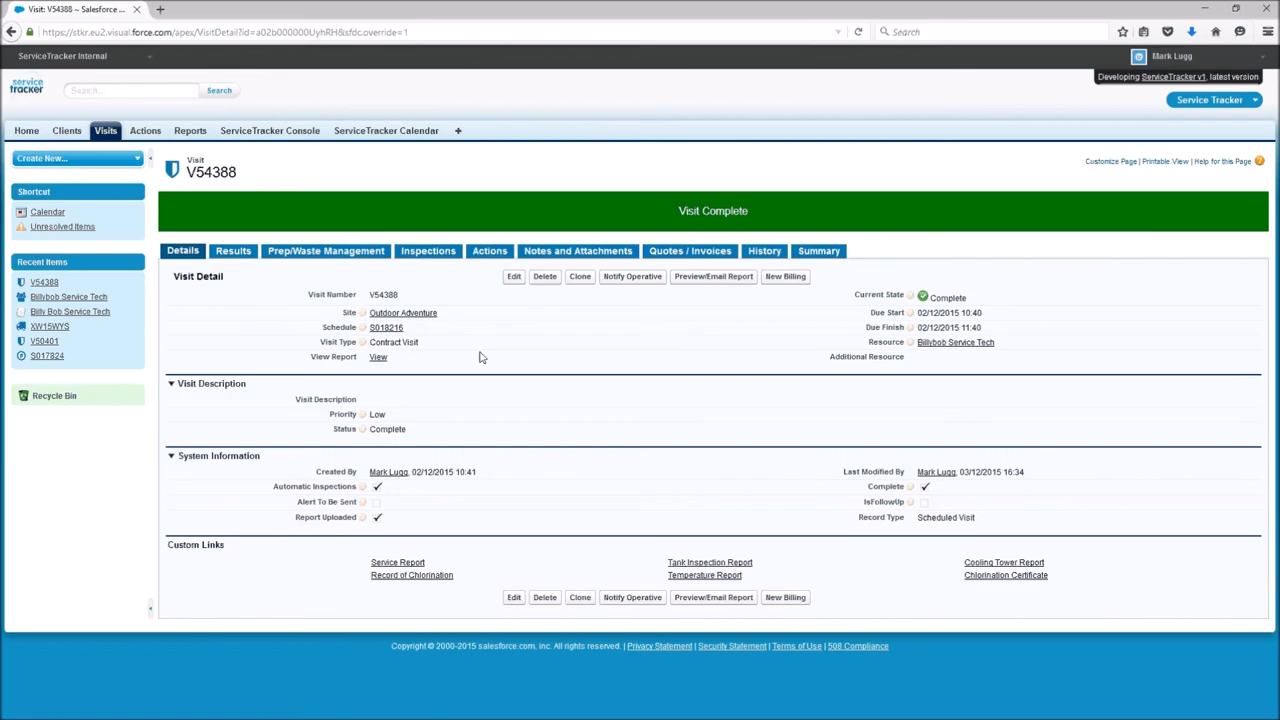 Visit: V54388 ~ Salesforce ...
https://stkr.eu2.visual.force.com/apex/VisitDetail?id=a02b000000UyhRH&sfdc.override=1
Search
ServiceTracker Internal
Mark Lugg
Developing ServiceTracker v1, latest version
service tracker
Search...
Search
Service Tracker
Home Clients Visits Actions Reports ServiceTracker Console ServiceTracker Calendar +
Create New...
Shortcut
Calendar
Unresolved Items
Recent Items
V54388
Billybob Service Tech
Billy Bob Service Tech
XW15WYS
V50401
S017824
Recycle Bin
Visit
V54388
Customize Page | Printable View | Help for this Page
Visit Complete
Details Results Prep/Waste Management Inspections Actions Notes and Attachments Quotes / Invoices History Summary
Visit Detail
Edit Delete Clone Notify Operative Preview/Email Report New Billing
Visit Number V54388 Current State Complete
Site Outdoor Adventure Due Start 02/12/2015 10:40
Schedule S018216 Due Finish 02/12/2015 11:40
Visit Type Contract Visit Resource Billybob Service Tech
View Report View Additional Resource
Visit Description
Visit Description
Priority Low
Status Complete
System Information
Created By Mark Lugg, 02/12/2015 10:41 Last Modified By Mark Lugg, 03/12/2015 16:34
Automatic Inspections Complete
Alert To Be Sent IsFollowUp
Report Uploaded Record Type Scheduled Visit
Custom Links
Service Report Tank Inspection Report Cooling Tower Report
Record of Chlorination Temperature Report Chlorination Certificate
Edit Delete Clone Notify Operative Preview/Email Report New Billing
Copyright © 2000-2015 salesforce.com, inc. All rights reserved. | Privacy Statement | Security Statement | Terms of Use | 508 Compliance